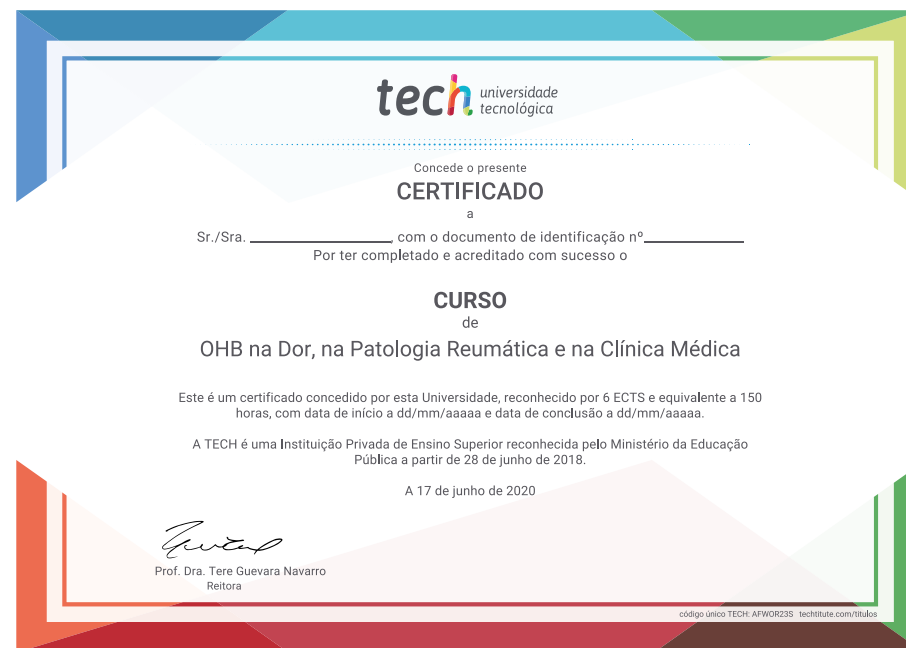 tech universidade
tecnológica
Concede o presente
CERTIFICADO
a
Sr./Sra. , com o documento de identificação nº
Por ter completado e acreditado com sucesso o
CURSO
de
OHB na Dor, na Patologia Reumática e na Clínica Médica
Este é um certificado concedido por esta Universidade, reconhecido por 6 ECTS e equivalente a 150
horas, com data de início a dd/mm/aaaaa e data de conclusão a dd/mm/aaaaa.
A TECH é uma Instituição Privada de Ensino Superior reconhecida pelo Ministério da Educação
Pública a partir de 28 de junho de 2018.
A 17 de junho de 2020
Prof. Dra. Tere Guevara Navarro
Reitora
código único TECH: AFWOR23S techtitute.com/titulos